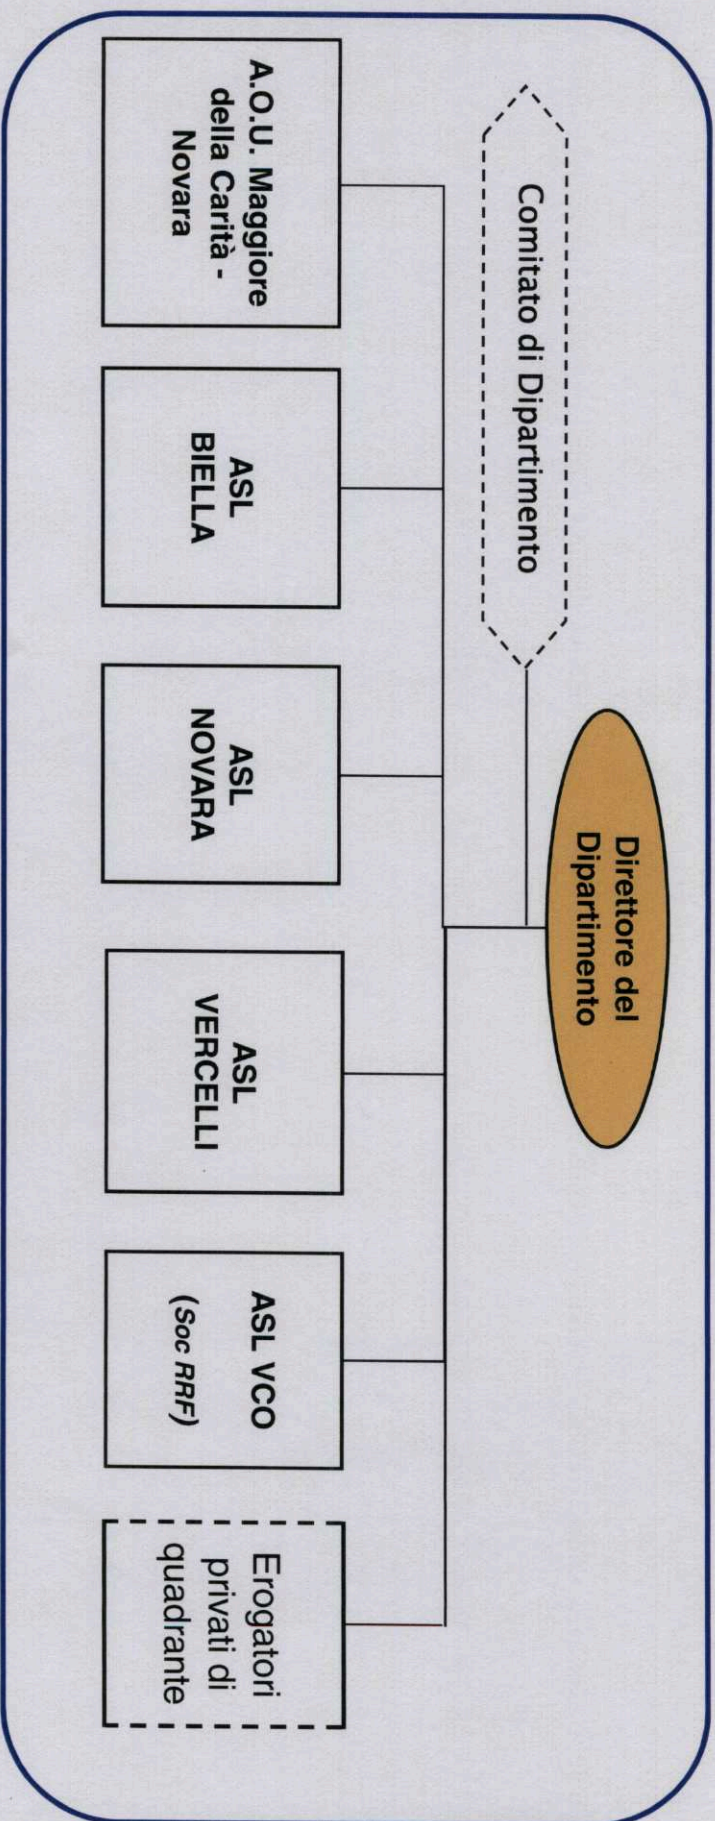 Direttore del
Dipartimento
Comitato di Dipartimento
A.O.U. Maggiore
della Carità -
Novara
ASL
BIELLA
ASL
NOVARA
ASL
VERCELLI
ASL VCO
(Soc RRF)
Erogatori
privati di
quadrante